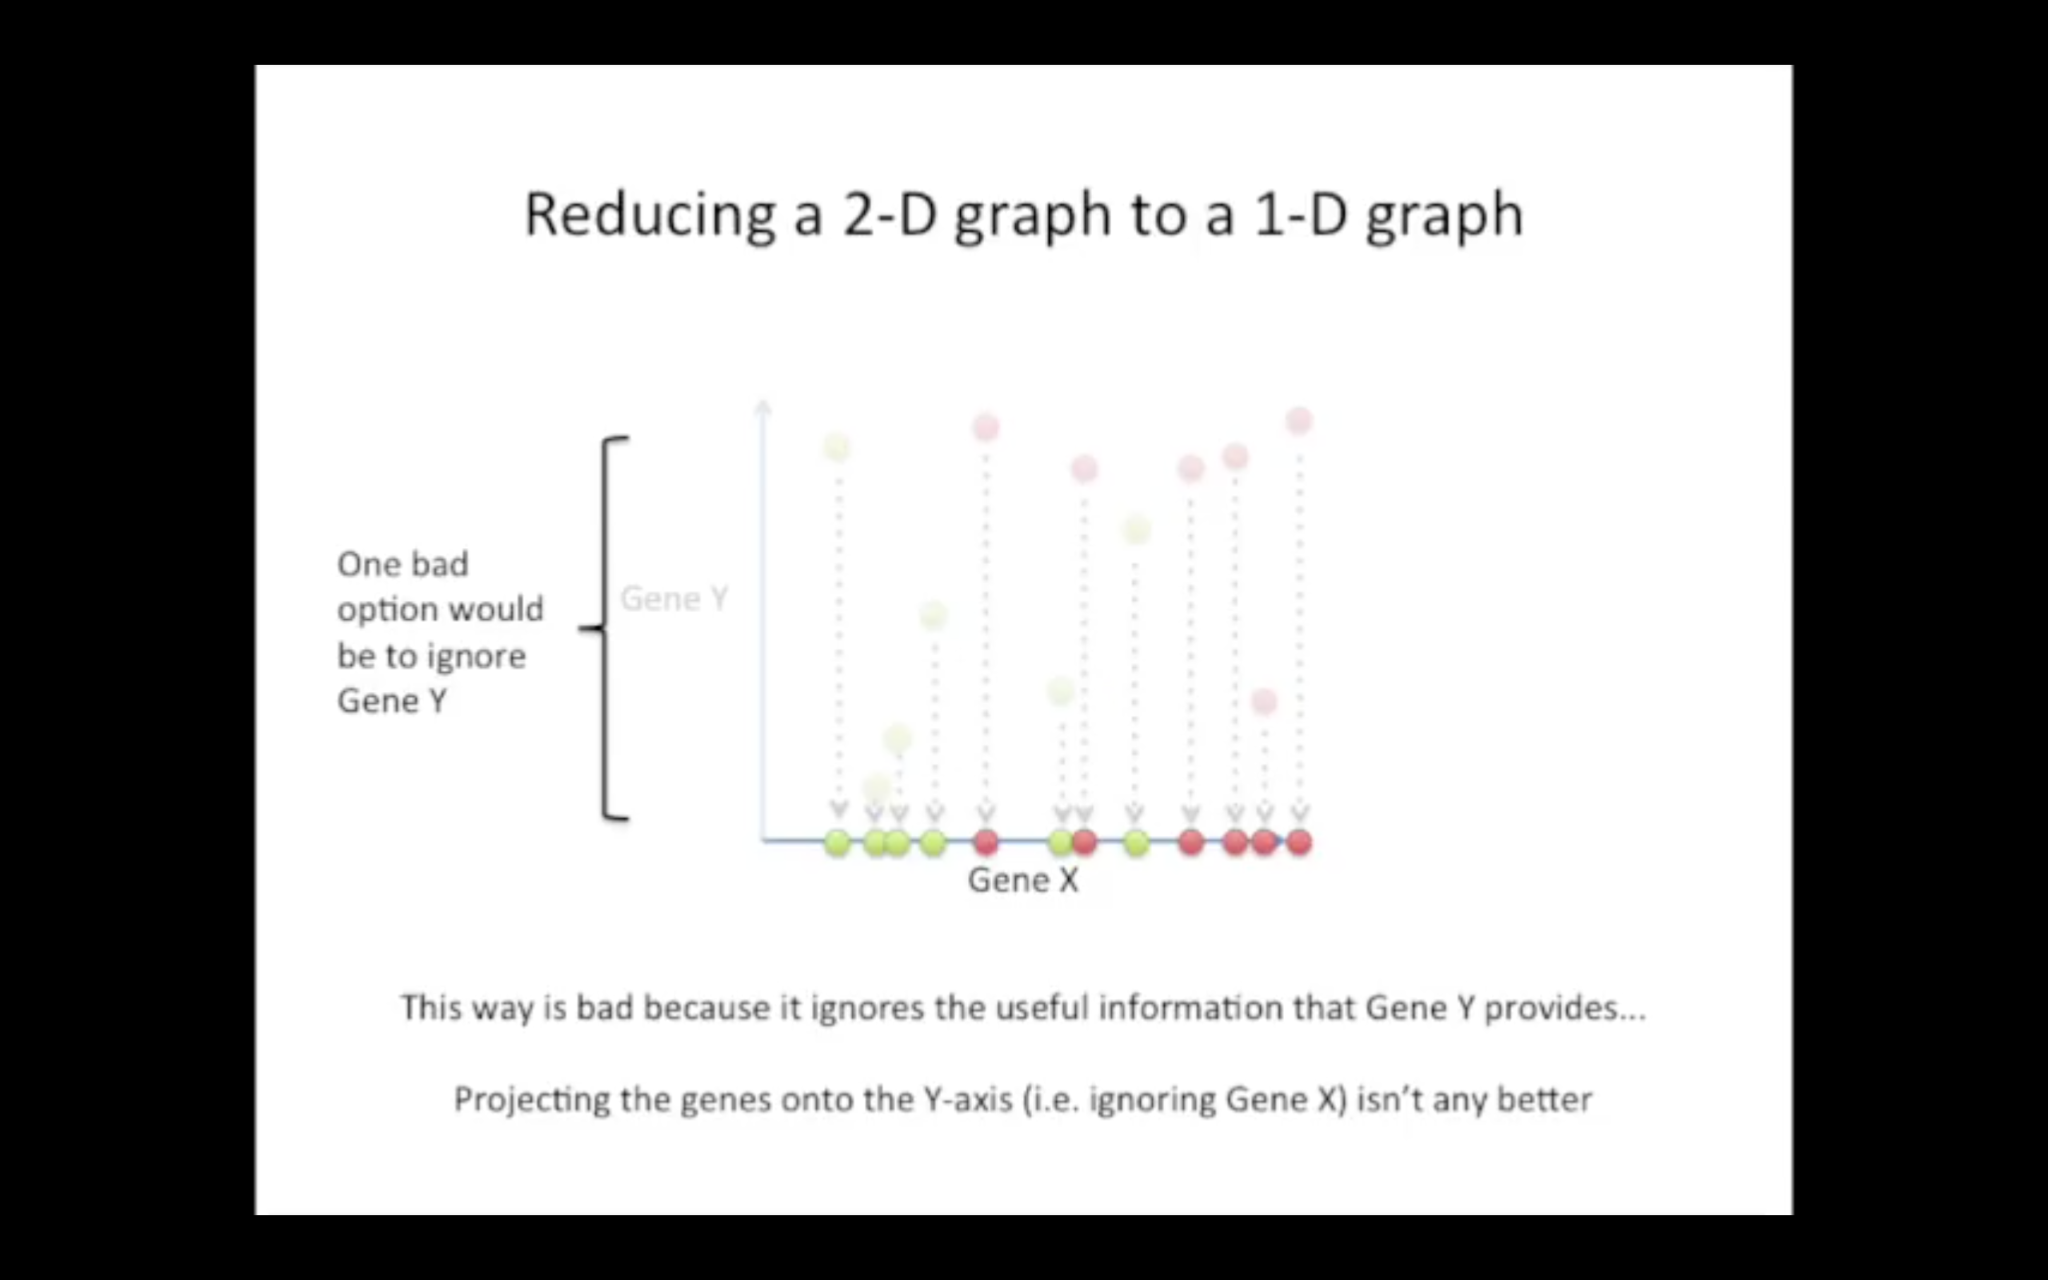 Reducing a 2-D graph to a 1-D graph
One bad
option would
be to ignore
Gene Y
Gene Y
Gene X
This way is bad because it ignores the useful information that Gene Y provides...
Projecting the genes onto the Y-axis (i.e. ignoring Gene X) isn't any better